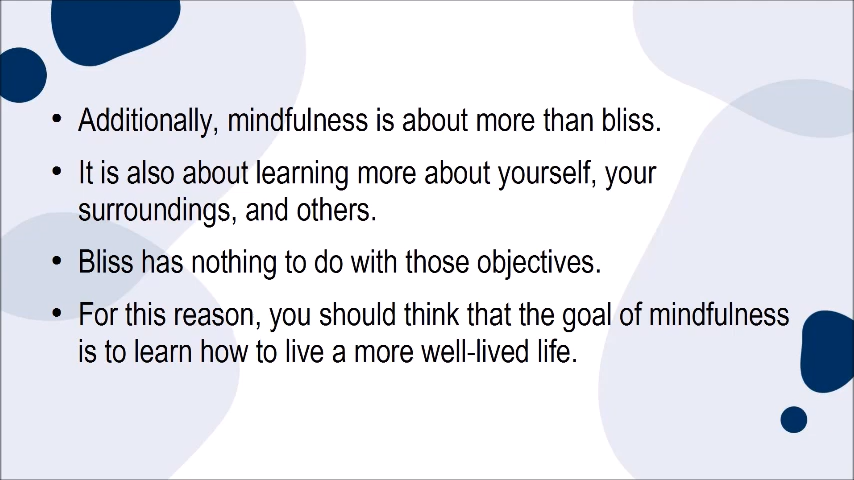 • Additionally, mindfulness is about more than bliss.
• It is also about learning more about yourself, your
surroundings, and others.
• Bliss has nothing to do with those objectives.
• For this reason, you should think that the goal of mindfulness
is to learn how to live a more well-lived life.